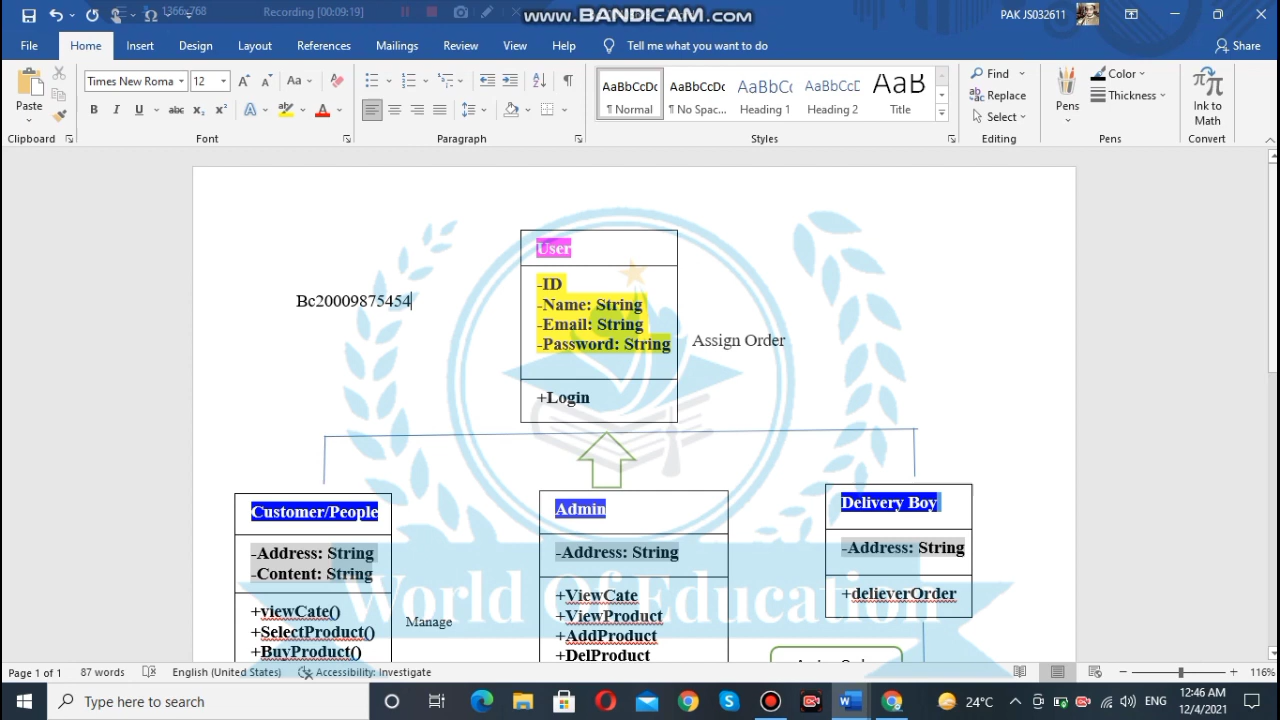 1366x768
Recording [00:09:19]
www.BANDICAM.com
PAK JS032611
File Home Insert Design Layout References Mailings Review View Help Tell me what you want to do Share
Paste
Clipboard
Times New Roma 12
Font
Paragraph
AaBbCcDc AaBbCcDc AaBbCc AaBbCcD AaB
¶ Normal ¶ No Spac... Heading 1 Heading 2 Title
Styles
Find
Replace
Select
Editing
Pens
Color
Thickness
Pens
Ink to
Math
Convert
User
-ID
Bc20009875454
-Name: String
-Email: String
-Password: String
Assign Order
+Login
Customer/People
-Address: String
-Content: String
+viewCate()
+SelectProduct()
+BuyProduct()
Manage
Admin
-Address: String
+ViewCate
+ViewProduct
+AddProduct
+DelProduct
Delivery Boy
-Address: String
+delieverOrder
World Of Education
Page 1 of 1 87 words English (United States) Accessibility: Investigate 116%
Type here to search
24°C ENG
12:46 AM
12/4/2021